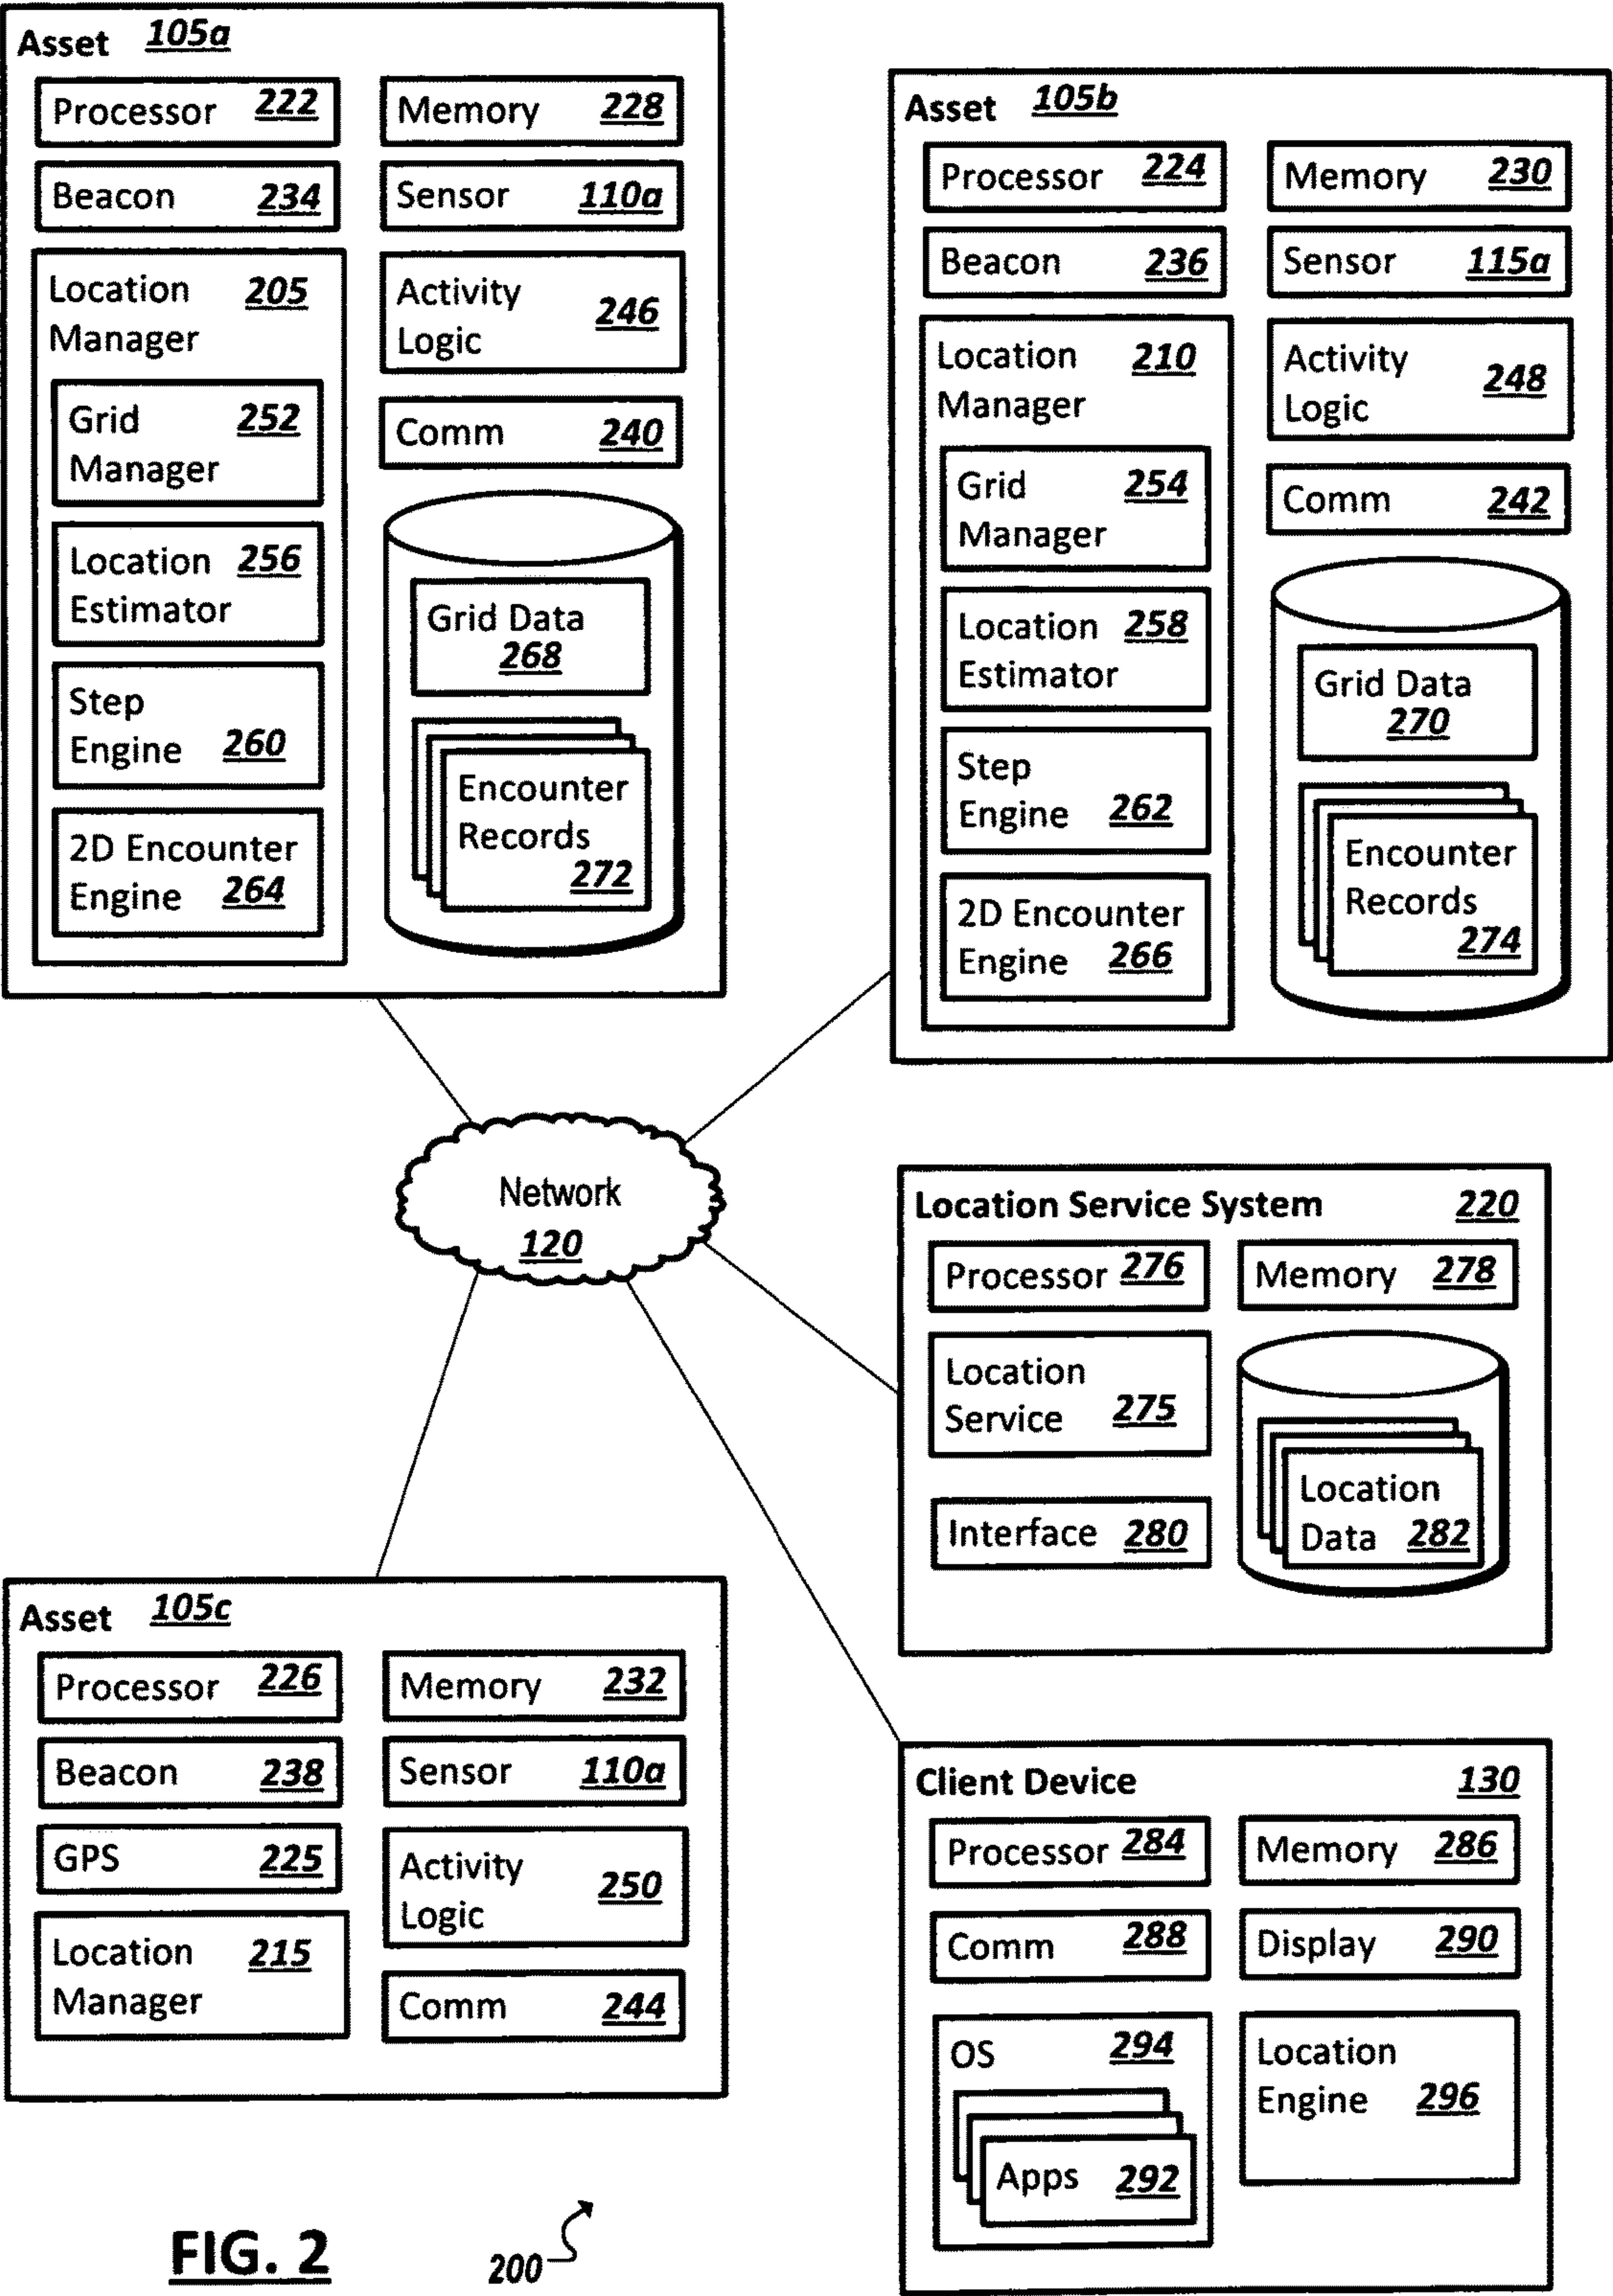 Asset 105a
Processor 222
Memory 228
Beacon 234
Sensor 110a
Location 205
Manager
Activity 246
Logic
Grid 252
Manager
Comm 240
Location 256
Estimator
Grid Data
268
Step
Engine 260
Encounter
Records
272
2D Encounter
Engine 264
Asset 105b
Processor 224
Memory 230
Beacon 236
Sensor 115a
Location 210
Manager
Activity 248
Logic
Grid 254
Manager
Comm 242
Location 258
Estimator
Grid Data
270
Step
Engine 262
Encounter
Records
274
2D Encounter
Engine 266
Network
120
Location Service System 220
Processor 276
Memory 278
Location
Service 275
Location
Data 282
Interface 280
Asset 105c
Processor 226
Memory 232
Beacon 238
Sensor 110a
GPS 225
Activity 250
Logic
Location 215
Manager
Comm 244
Client Device 130
Processor 284
Memory 286
Comm 288
Display 290
OS 294
Location
Engine 296
Apps 292
FIG. 2
200